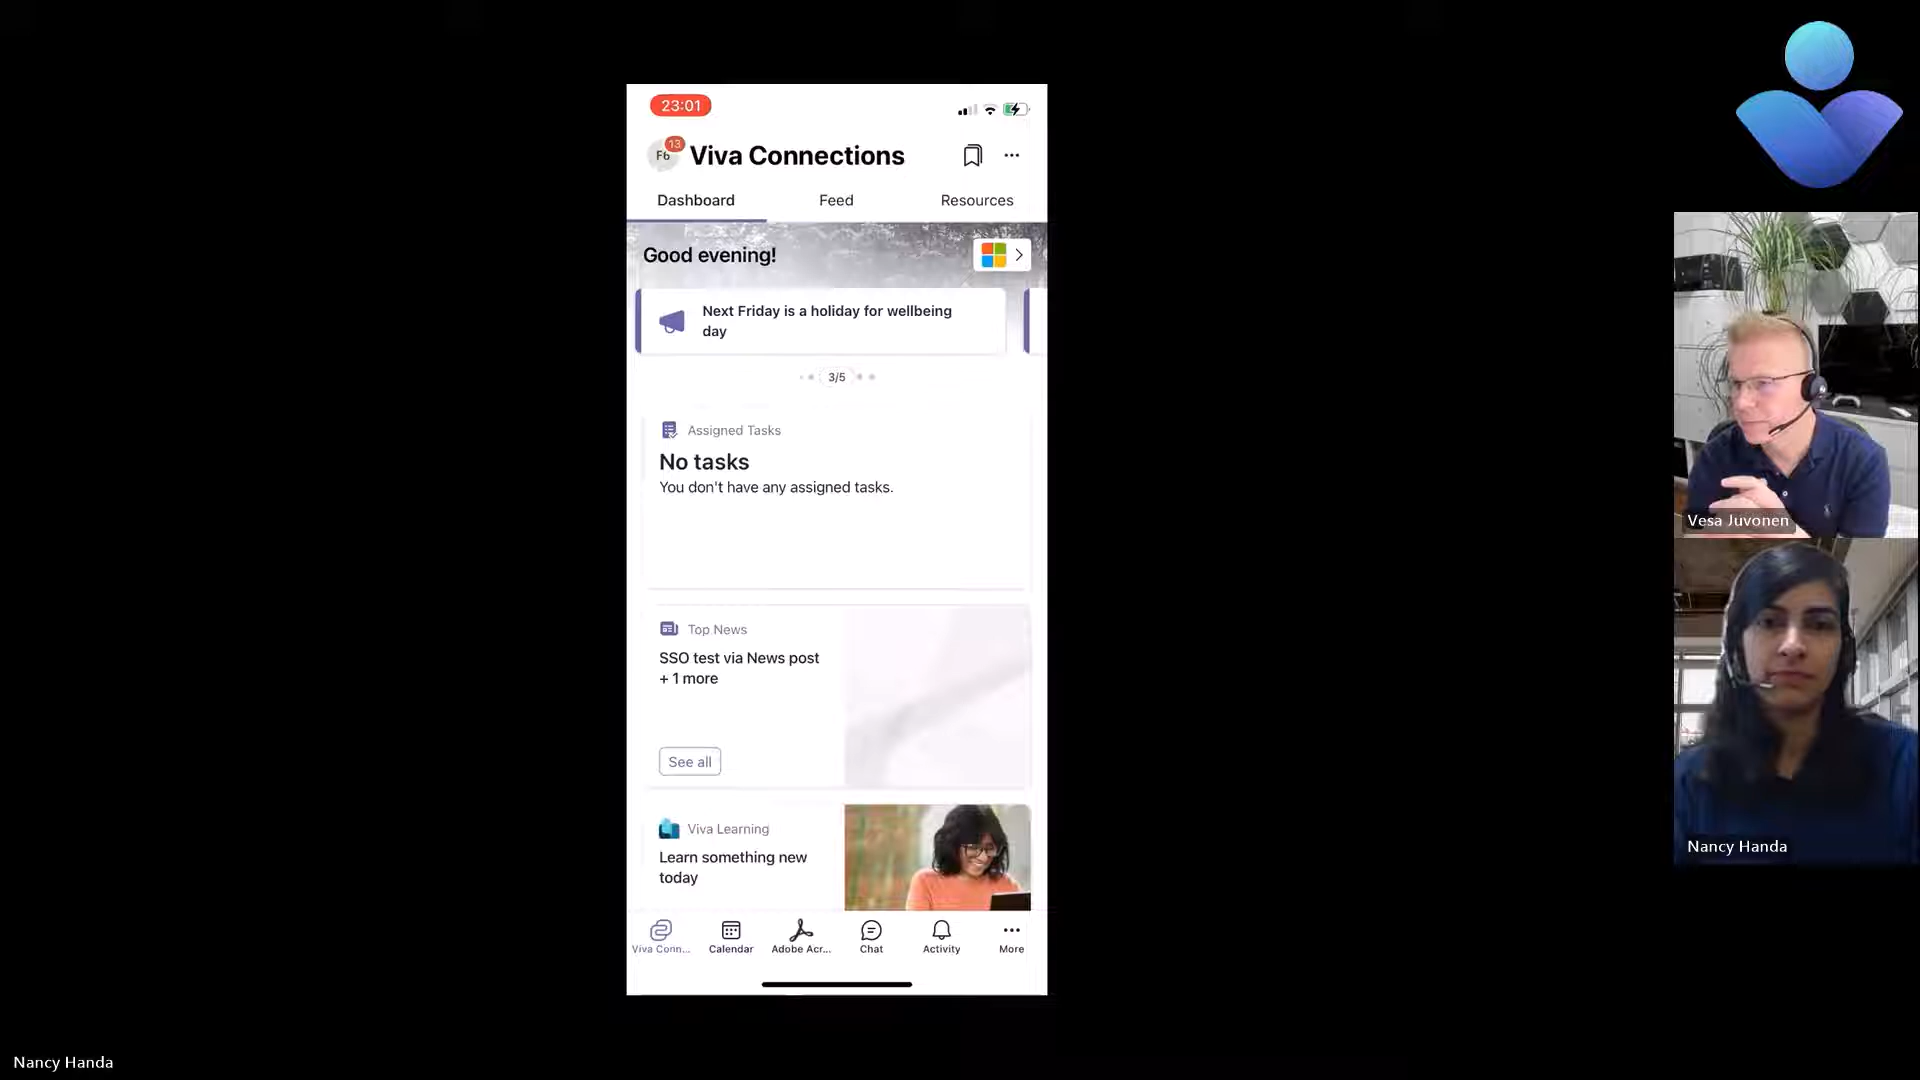 23:01
F6
13
Viva Connections
Dashboard
Feed
Resources
Good evening!
Next Friday is a holiday for wellbeing
day
3/5
Assigned Tasks
No tasks
You don't have any assigned tasks.
Top News
SSO test via News post
+ 1 more
See all
Viva Learning
Learn something new
today
Viva Conn...
Calendar
Adobe Acr...
Chat
Activity
More
Vesa Juvonen
Nancy Handa
Nancy Handa